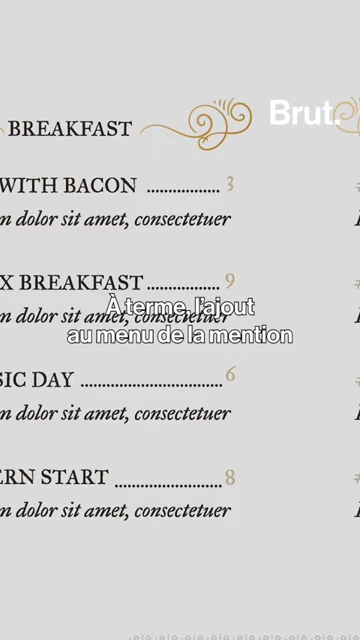 Brut.
BREAKFAST
WITH BACON ................ 3
m dolor sit amet, consectetuer
X BREAKFAST ................ 9
m dolor sit amet, consectetuer
À terme, l'ajout
au menu de la mention
SIC DAY ............................... 6
m dolor sit amet, consectetuer
ERN START ....................... 8
m dolor sit amet, consectetuer